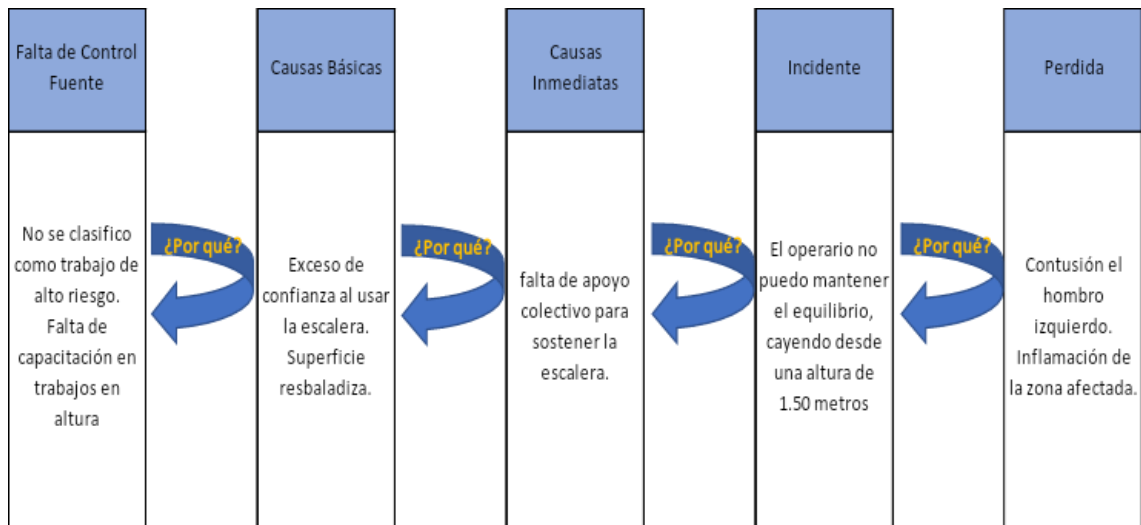 Falta de Control
Fuente
Causas Básicas
Causas
Inmediatas
Incidente
Perdida
No se clasifico
como trabajo de
alto riesgo.
Falta de
capacitación en
trabajos en
altura
¿Por qué?
Exceso de
confianza al usar
la escalera.
Superficie
resbaladiza.
¿Por qué?
falta de apoyo
colectivo para
sostener la
escalera.
¿Por qué?
El operario no
puedo mantener
el equilibrio,
cayendo desde
una altura de
1.50 metros
¿Por qué?
Contusión el
hombro
izquierdo.
Inflamación de
la zona afectada.